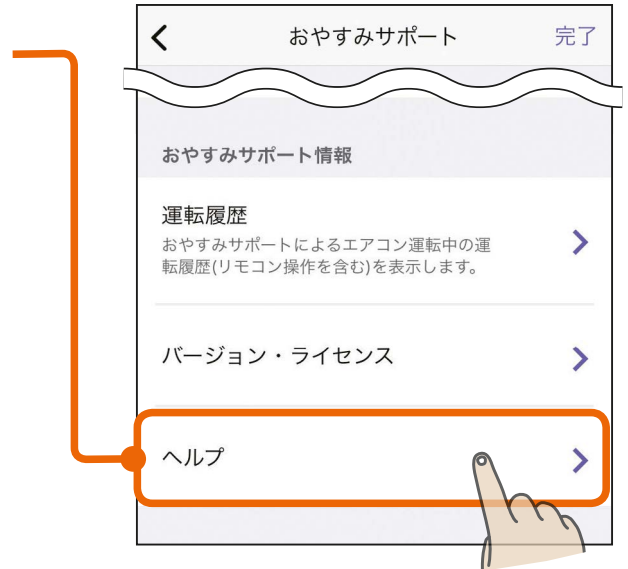 おやすみサポート 完了
おやすみサポート情報
運転履歴
おやすみサポートによるエアコン運転中の運
転履歴(リモコン操作を含む)を表示します。
バージョン・ライセンス
ヘルプ